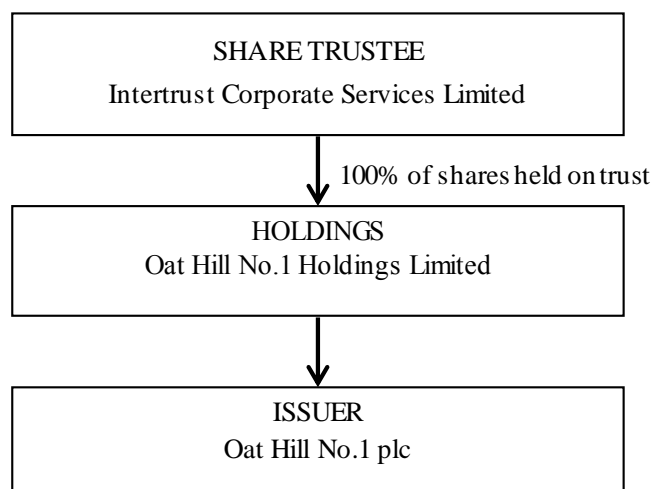 SHARE TRUSTEE
Intertrust Corporate Services Limited
100% of shares held on trust
HOLDINGS
Oat Hill No.1 Holdings Limited
ISSUER
Oat Hill No.1 plc